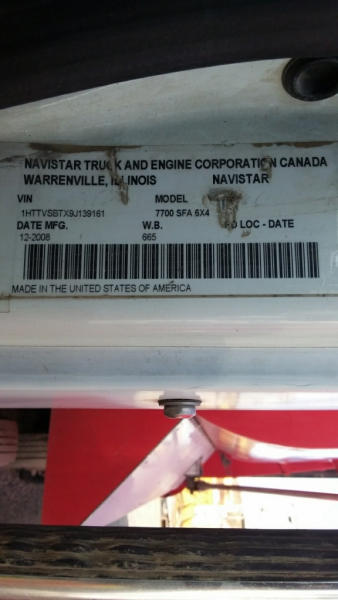 NAVISTAR TRUCK AND ENGINE CORPORATION CANADA
WARRENVILLE, ILLINOIS NAVISTAR
VIN MODEL
1HTTVSBTX9J139161 7700 SFA 6X4
DATE MFG. W.B. LOC - DATE
12-2008 665
MADE IN THE UNITED STATES OF AMERICA